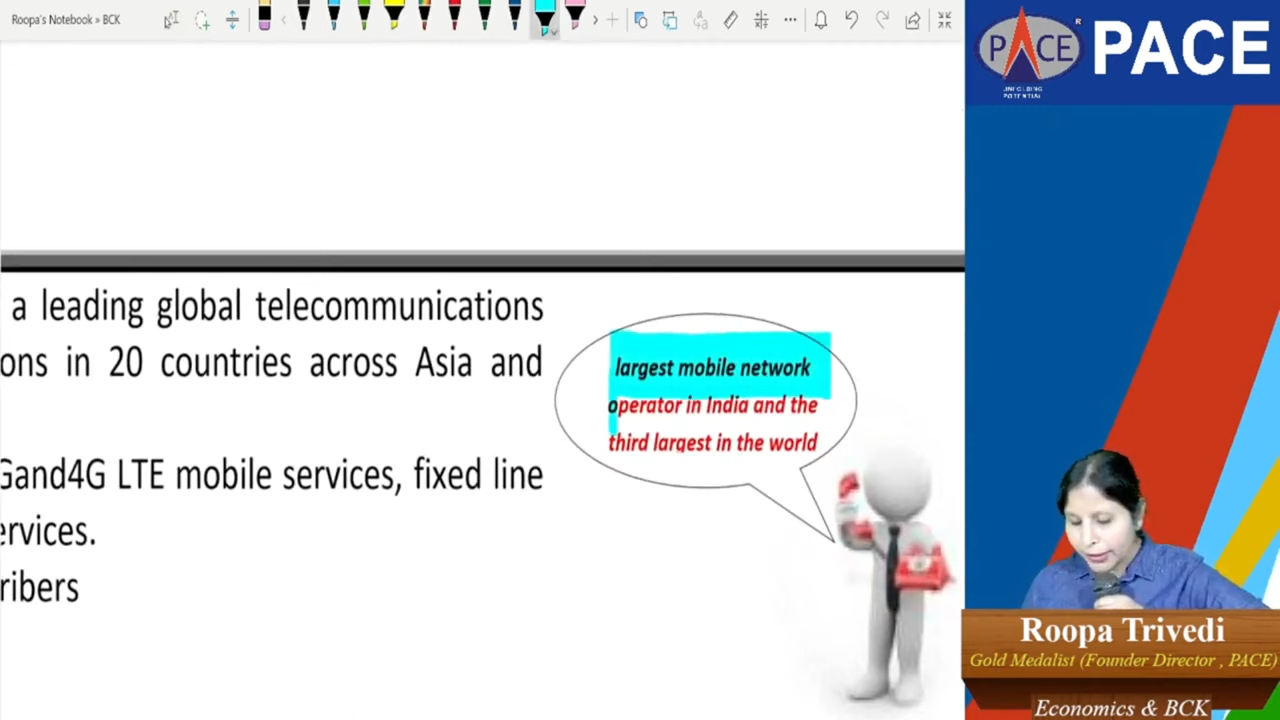 Roopa's Notebook » BCK
PACE
UNFOLDING
POTENTIAL
PACE
a leading global telecommunications
ons in 20 countries across Asia and
Gand4G LTE mobile services, fixed line
ervices.
ribers
largest mobile network
operator in India and the
third largest in the world
Roopa Trivedi
Gold Medalist (Founder Director , PACE)
Economics & BCK